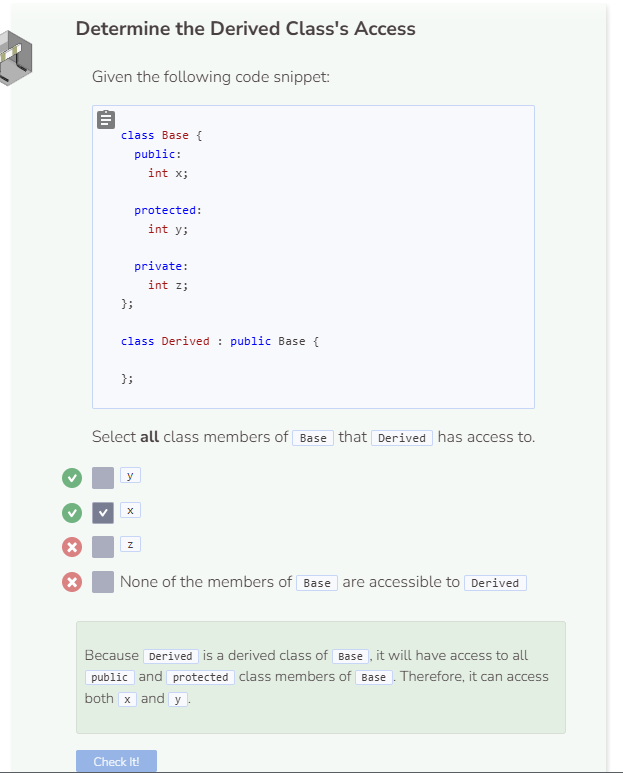 Determine the Derived Class's Access
Given the following code snippet:
class Base {
public:
int x;
protected:
int y;
private:
int z;
};
class Derived : public Base {
};
Select all class members of Base that Derived has access to.
y
x
z
None of the members of Base are accessible to Derived
Because Derived is a derived class of Base, it will have access to all
public and protected class members of Base. Therefore, it can access
both x and y.
Check It!